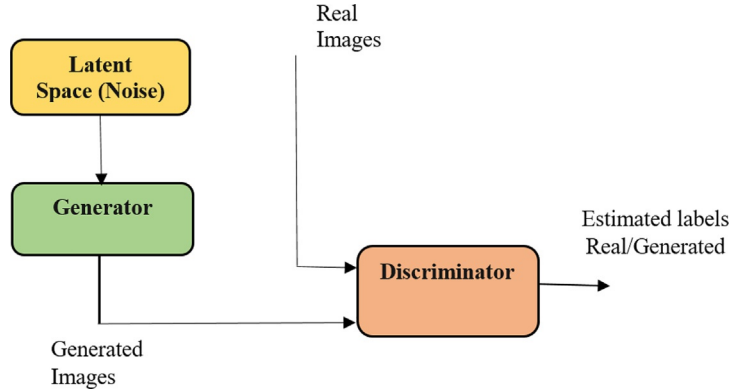 Real
Images
Latent
Space (Noise)
Generator
Estimated labels
Real/Generated
Discriminator
Generated
Images